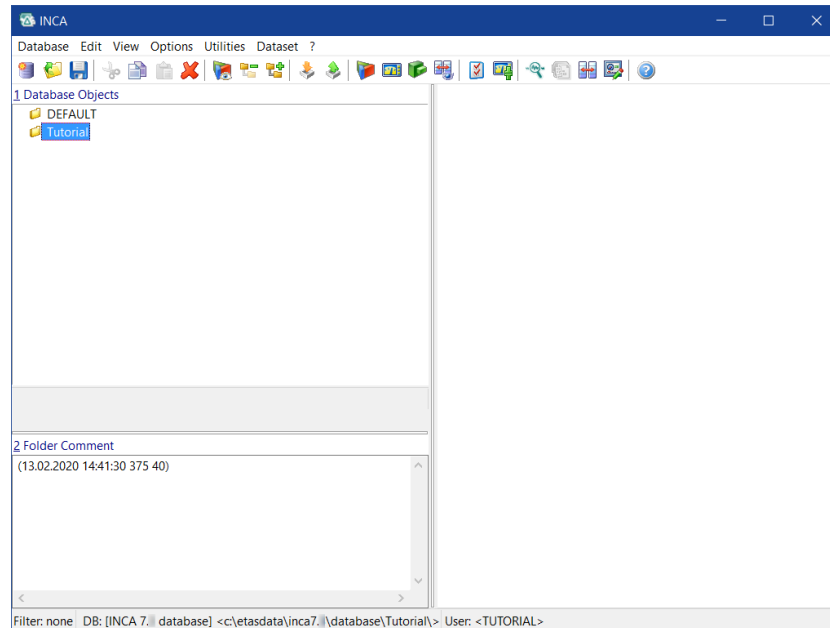 INCA
Database Edit View Options Utilities Dataset ?
1 Database Objects
DEFAULT
Tutorial
2 Folder Comment
(13.02.2020 14:41:30 375 40)
Filter: none DB: [INCA 7. database] <c:\etasdata\inca7. \database\Tutorial\> User: <TUTORIAL>